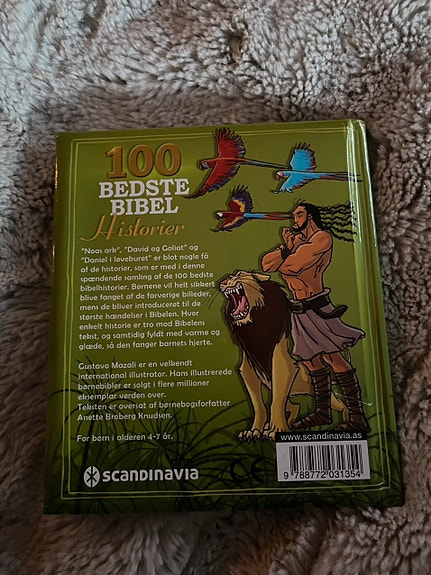 100
BEDSTE
BIBEL
Historier
"Noas ark", "David og Goliat" og
"Daniel i løveburet" er blot nogle få
af de historier, som er med i denne
spændende samling af de 100 bedste
bibelhistorier. Børnene vil helt sikkert
blive fanget af de farverige billeder,
mens de bliver introduceret til de
største hændelser i Bibelen. Hver
enkelt historie er tro mod Bibelens
tekst, og samtidig fyldt med varme og
glæde, så den fanger barnets hjerte.
Gustavo Mazali er en velkendt
international illustrator. Hans illustrerede
børnebibler er solgt i flere millioner
eksemplar verden over.
Teksten er oversat af børnebogsforfatter
Anette Broberg Knudsen.
For børn i alderen 4-7 år.
SCANDINAVIA
www.scandinavia.as
9 788772 031354